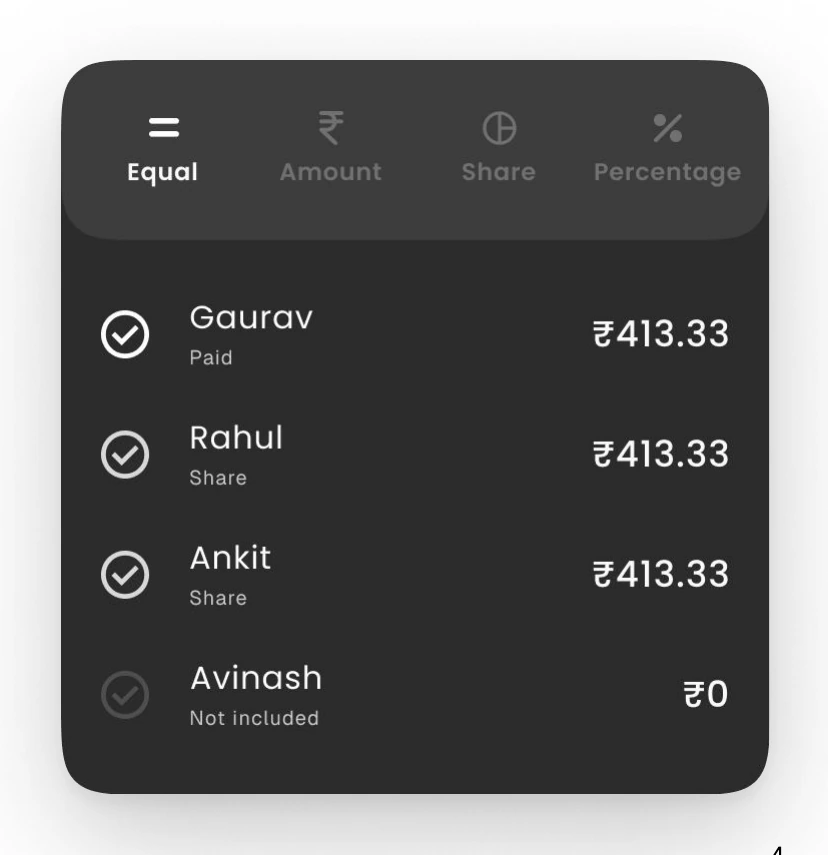 Equal Amount Share Percentage
Gaurav
Paid
₹413.33
Rahul
Share
₹413.33
Ankit
Share
₹413.33
Avinash
Not included
₹0